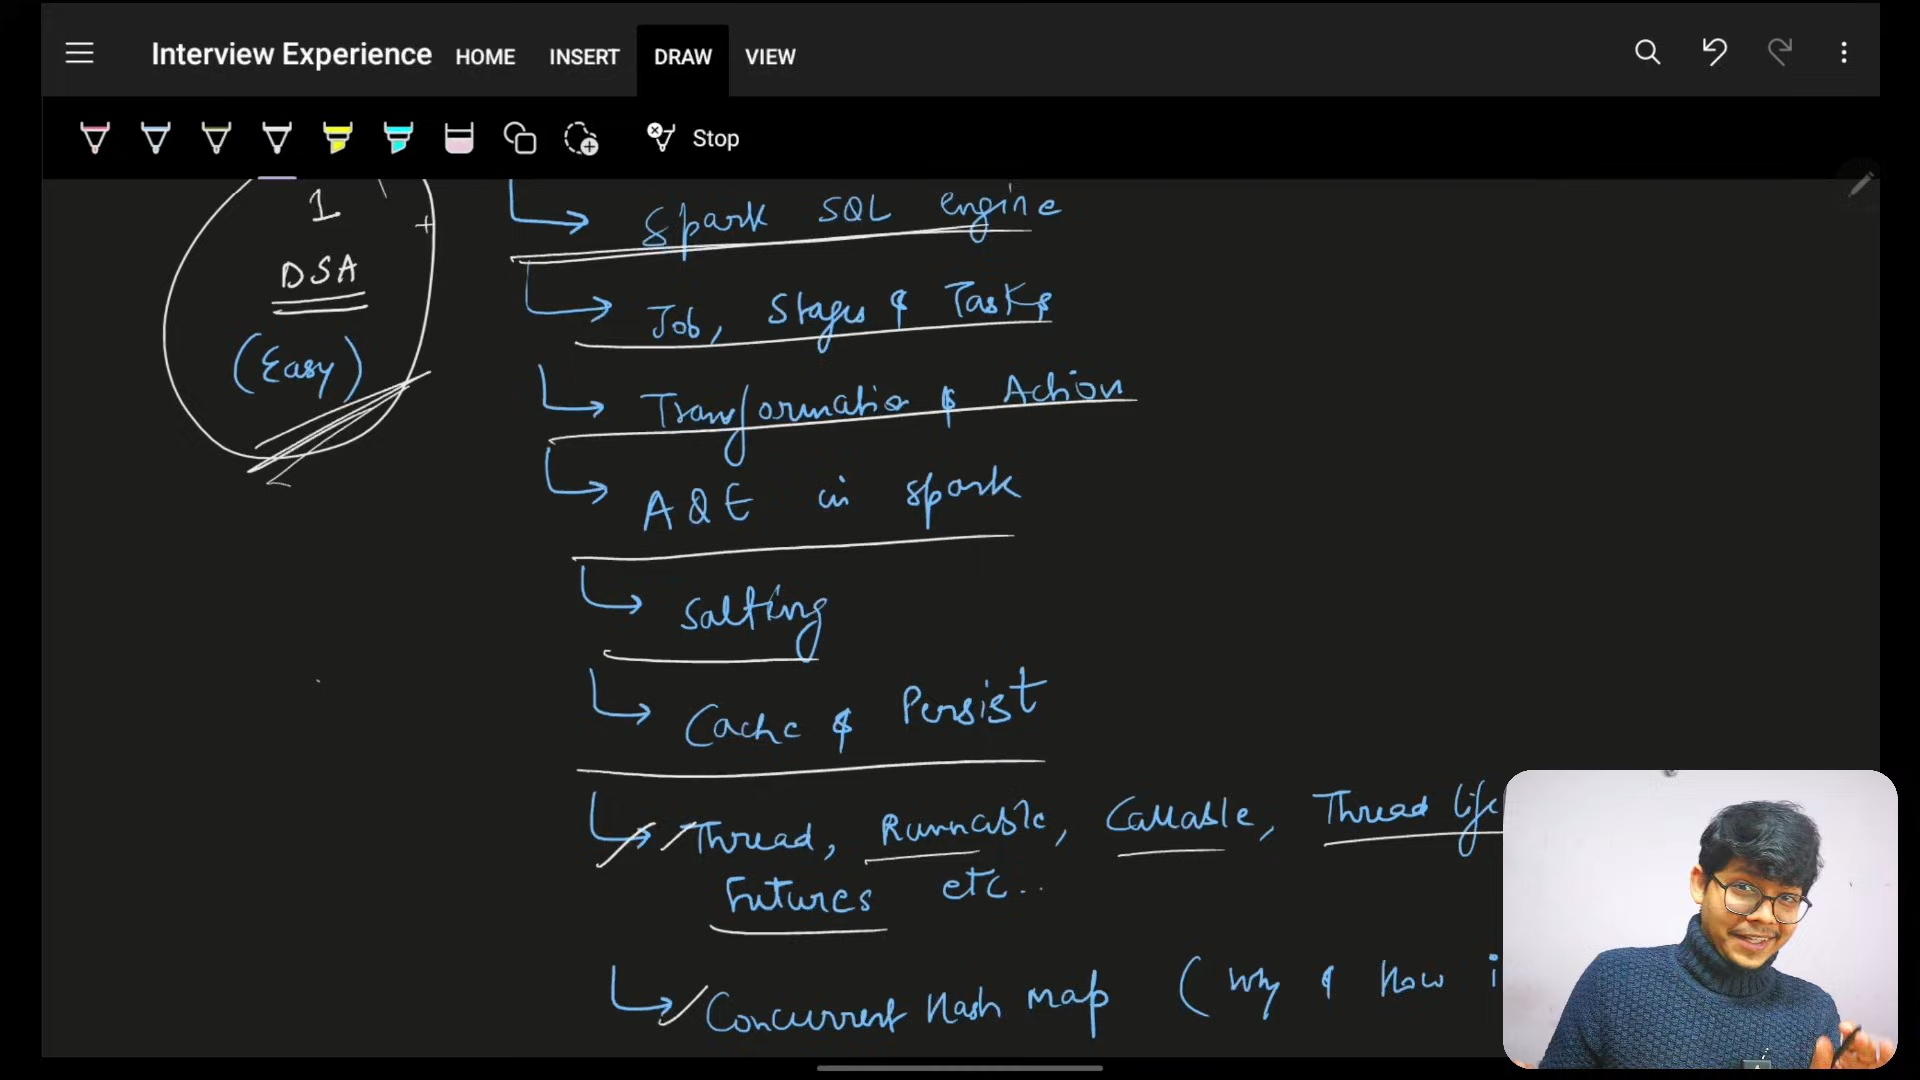 Interview Experience HOME INSERT DRAW VIEW
Stop
1
DSA
(Easy)
Spark SQL engine
Job, Stages & Tasks
Transformation & Action
AQE in spark
Salting
Cache & Persist
Thread, Runnable, Callable, Thread life
Futures etc..
Concurrent Hash map (Why & How i